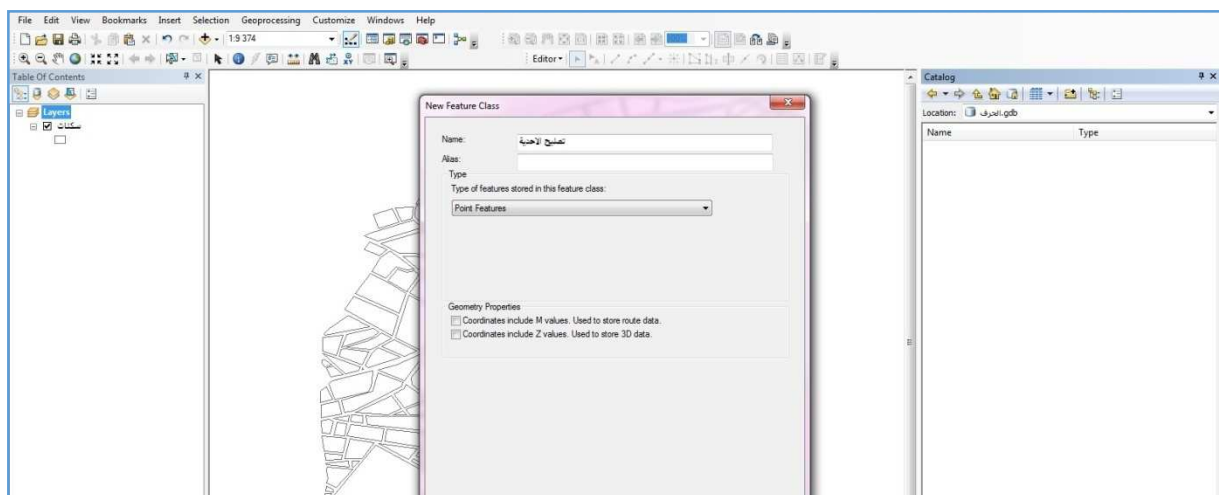 File Edit View Bookmarks Insert Selection Geoprocessing Customize Windows Help
1:9 374
Editor
Table Of Contents
Catalog
Layers
سكنات
Location: الحرف.gdb
Name Type
New Feature Class
Name: تصليح الاحدية
Alias:
Type
Type of features stored in this feature class:
Point Features
Geometry Properties
Coordinates include M values. Used to store route data.
Coordinates include Z values. Used to store 3D data.